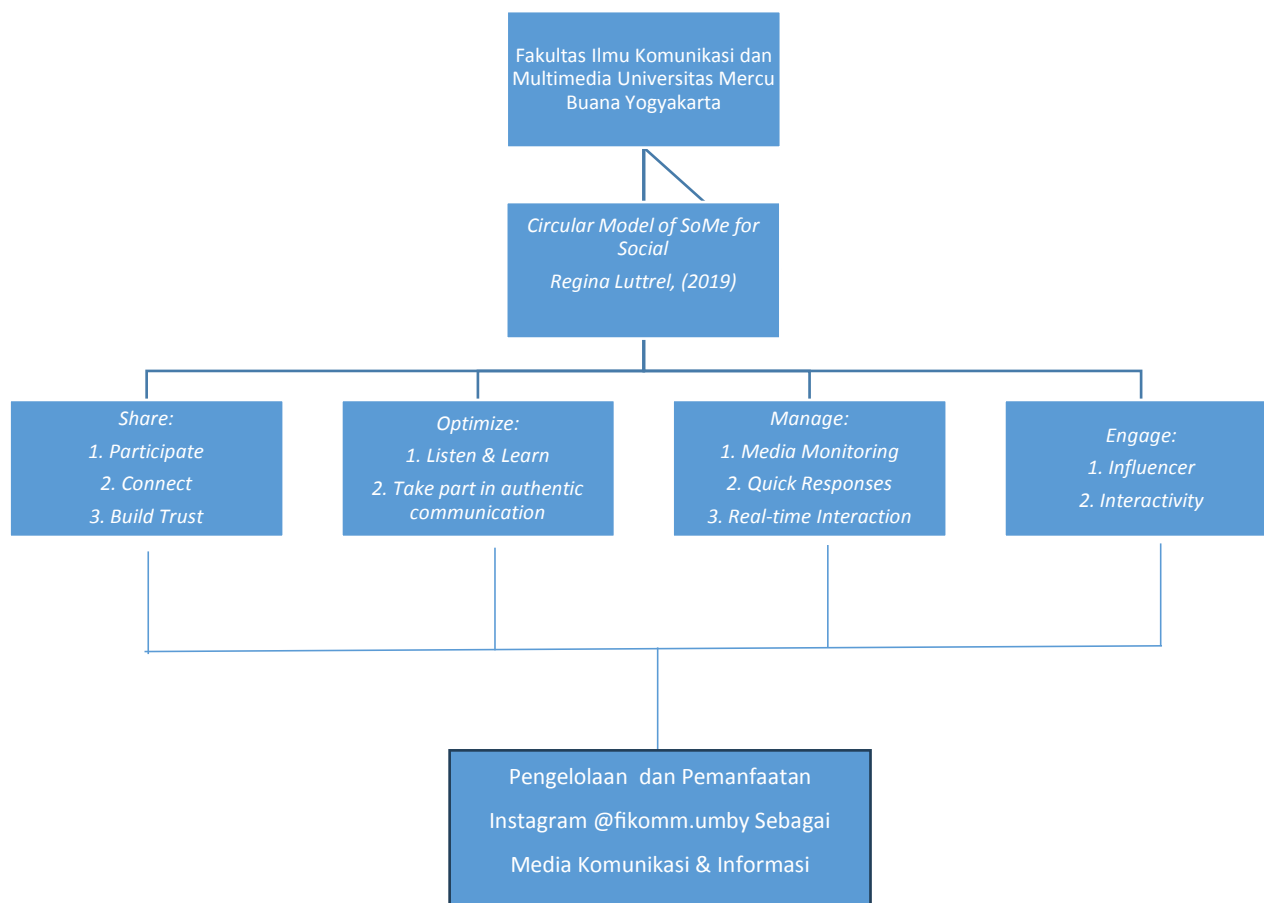 Fakultas Ilmu Komunikasi dan
Multimedia Universitas Mercu
Buana Yogyakarta
Circular Model of SoMe for
Social
Regina Luttrel, (2019)
Share:
1. Participate
2. Connect
3. Build Trust
Optimize:
1. Listen & Learn
2. Take part in authentic
communication
Manage:
1. Media Monitoring
2. Quick Responses
3. Real-time Interaction
Engage:
1. Influencer
2. Interactivity
Pengelolaan dan Pemanfaatan
Instagram @fikomm.umby Sebagai
Media Komunikasi & Informasi